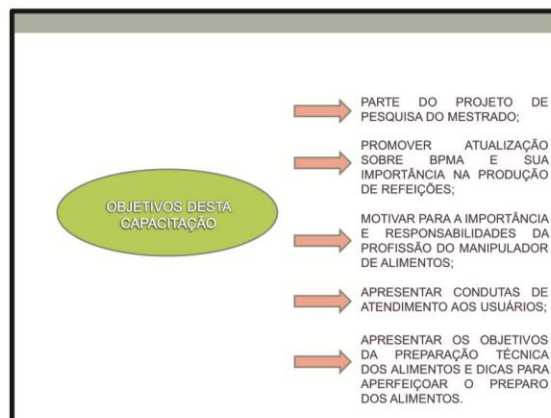 OBJETIVOS DESTA
CAPACITAÇÃO
PARTE DO PROJETO DE
PESQUISA DO MESTRADO;
PROMOVER ATUALIZAÇÃO
SOBRE BPMA E SUA
IMPORTÂNCIA NA PRODUÇÃO
DE REFEIÇÕES;
MOTIVAR PARA A IMPORTÂNCIA
E RESPONSABILIDADES DA
PROFISSÃO DO MANIPULADOR
DE ALIMENTOS;
APRESENTAR CONDUTAS DE
ATENDIMENTO AOS USUÁRIOS;
APRESENTAR OS OBJETIVOS
DA PREPARAÇÃO TÉCNICA
DOS ALIMENTOS E DICAS PARA
APERFEIÇOAR O PREPARO
DOS ALIMENTOS.